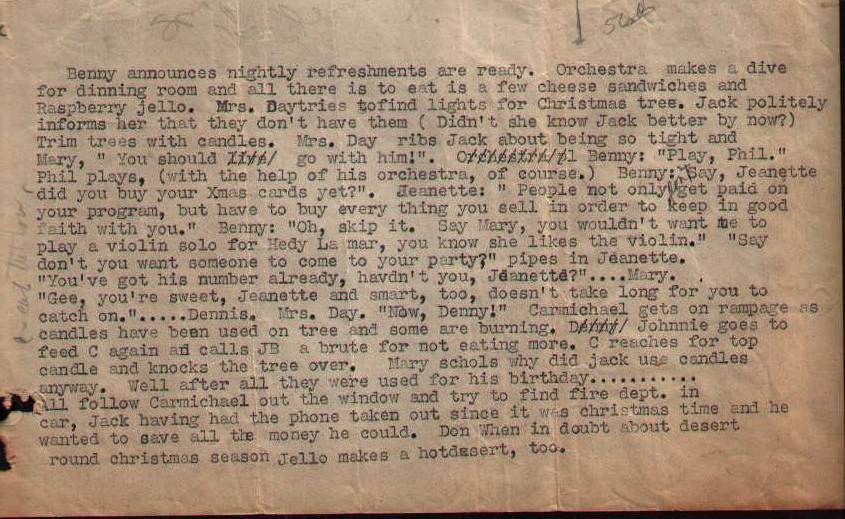 Benny announces nightly refreshments are ready. Orchestra makes a dive
for dinning room and all there is to eat is a few cheese sandwiches and
Raspberry jello. Mrs. Daytries tofind lights for Christmas tree. Jack politely
informs her that they don't have them ( Didn't she know Jack better by now?)
Trim trees with candles. Mrs. Day ribs Jack about being so tight and
Mary, " You should go with him!". Benny: "Play, Phil."
Phil plays, (with the help of his orchestra, of course.) Benny: "Say, Jeanette
did you buy your Xmas cards yet?". Jeanette: " People not only get paid on
your program, but have to buy every thing you sell in order to keep in good
faith with you." Benny: "Oh, skip it. Say Mary, you wouldn't want me to
play a violin solo for Hedy La mar, you know she likes the violin." "Say
don't you want someone to come to your party?" pipes in Jeanette.
"You've got his number already, havdn't you, Jeanette?"....Mary.
"Gee, you're sweet, Jeanette and smart, too, doesn't take long for you to
catch on.".....Dennis. Mrs. Day. "Now, Denny!" Carmichael gets on rampage as
candles have been used on tree and some are burning. Johnnie goes to
feed C again ad calls JB a brute for not eating more. C reaches for top
candle and knocks the tree over. Mary schols why did jack use candles
anyway. Well after all they were used for his birthday...........
All follow Carmichael out the window and try to find fire dept. in
car, Jack having had the phone taken out since it was christmas time and he
wanted to save all the money he could. Don When in doubt about desert
round christmas season Jello makes a hotdesert, too.